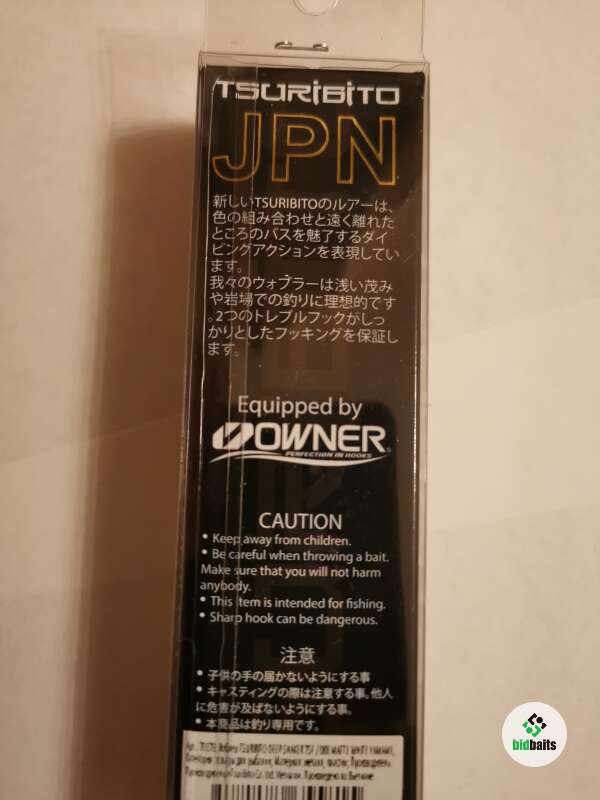 TSURIBITO
JPN
新しいTSURIBITOのルアーは、
色の組み合わせと遠く離れた
ところのバスを魅了するダイ
ビングアクションを表現してい
ます。
我々のウォブラーは浅い茂み
や岩場での釣りに理想的です
。2つのトレブルフックがしっ
かりとしたフッキングを保証し
ます。
Equipped by
OWNER
PERFECTION IN HOOKS
CAUTION
• Keep away from children.
• Be careful when throwing a bait.
Make sure that you will not harm
anybody.
• This item is intended for fishing.
• Sharp hook can be dangerous.
注意
• 子供の手の届かないようにする事
• キャスティングの際は注意する事。他人
に危害が及ばないようにする事。
• 本商品は釣り専用です。
TSURIBITO DEEP SHAKER 75F / 008 MATTE WHITE YAMAME,
bidbaits